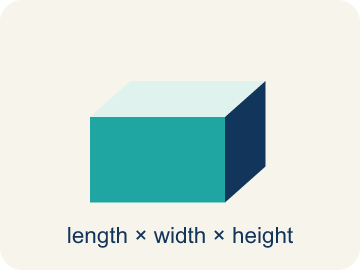 length × width × height